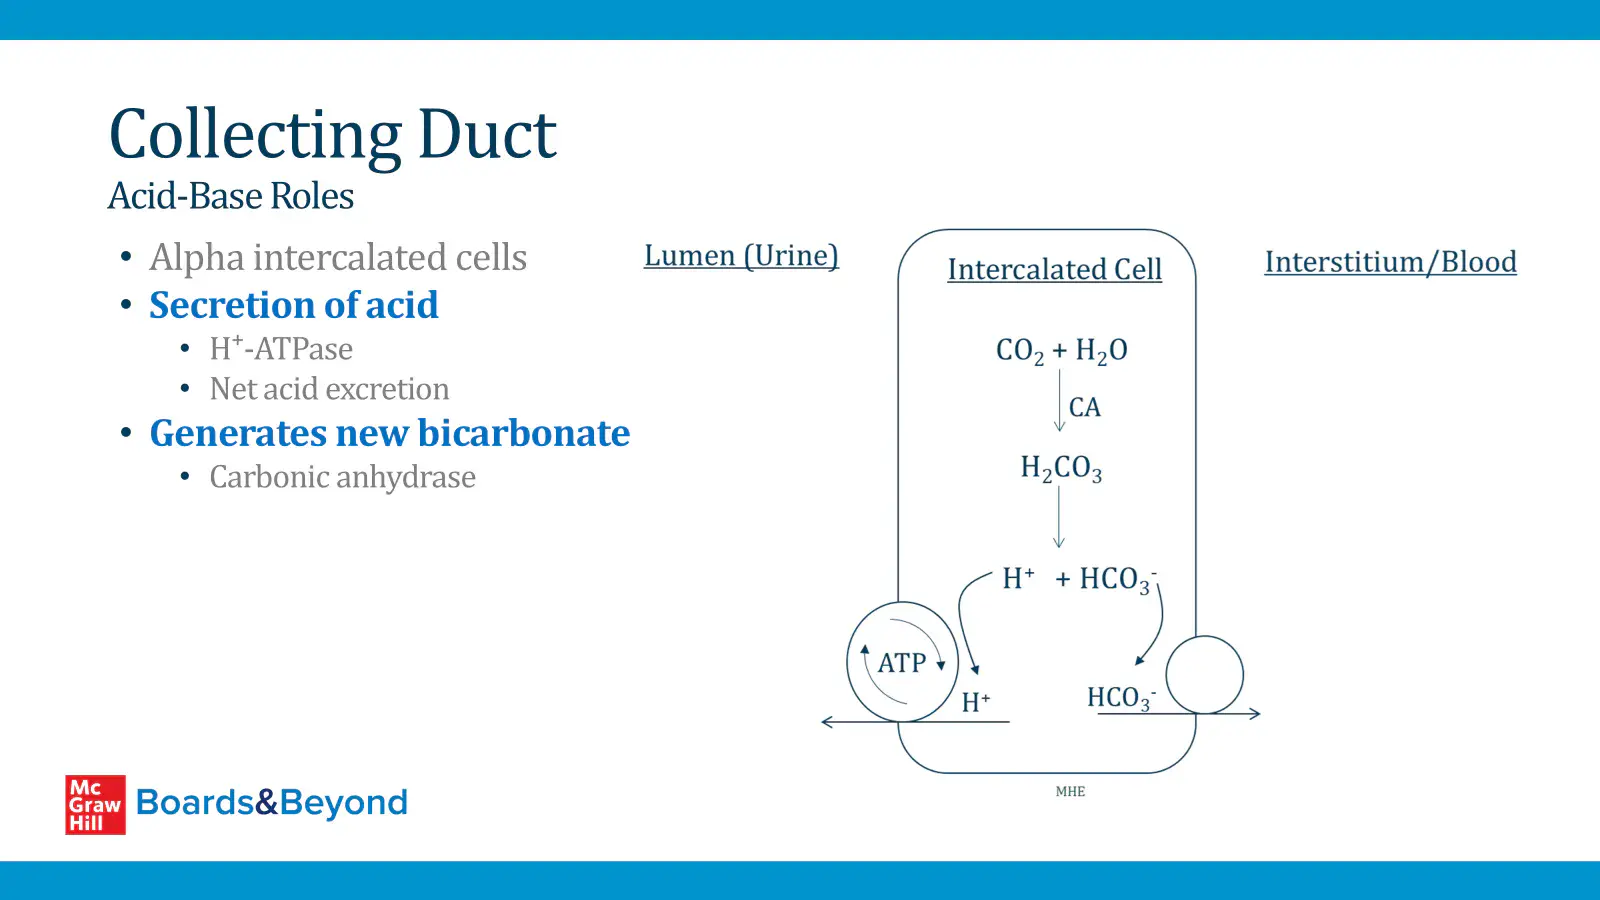 Collecting Duct
Acid-Base Roles
• Alpha intercalated cells
• Secretion of acid
• H⁺-ATPase
• Net acid excretion
• Generates new bicarbonate
• Carbonic anhydrase
Lumen (Urine)
Intercalated Cell
Interstitium/Blood
CO₂ + H₂O
CA
H₂CO₃
H⁺ + HCO₃⁻
ATP
H⁺
HCO₃⁻
MHE
Mc
Graw
Hill
Boards&Beyond